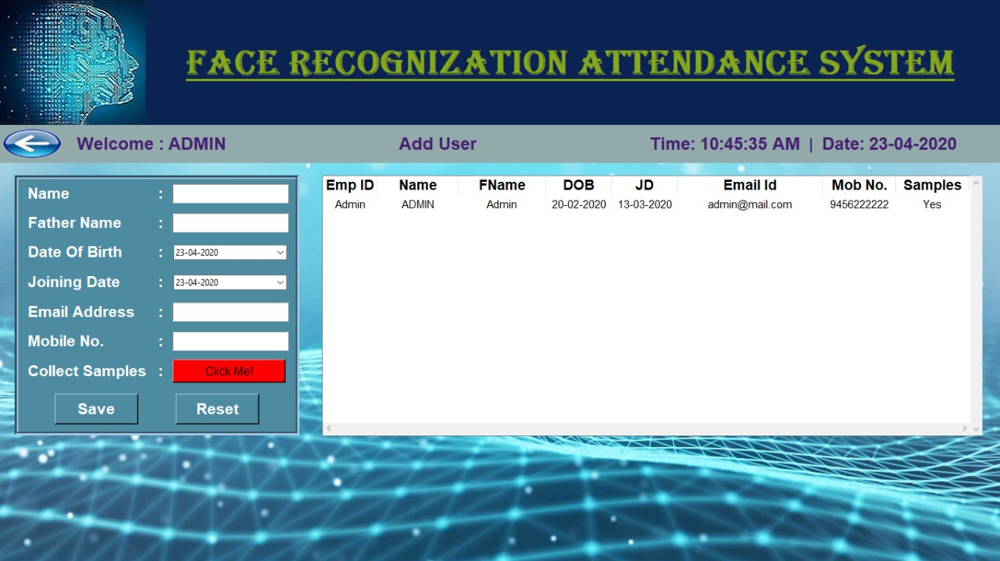 FACE RECOGNIZATION ATTENDANCE SYSTEM
Welcome : ADMIN Add User Time: 10:45:35 AM | Date: 23-04-2020
Name :
Father Name :
Date Of Birth : 23-04-2020
Joining Date : 23-04-2020
Email Address :
Mobile No. :
Collect Samples : Click Me!
Save Reset
Emp ID Name FName DOB JD Email Id Mob No. Samples
Admin ADMIN Admin 20-02-2020 13-03-2020 admin@mail.com 9456222222 Yes